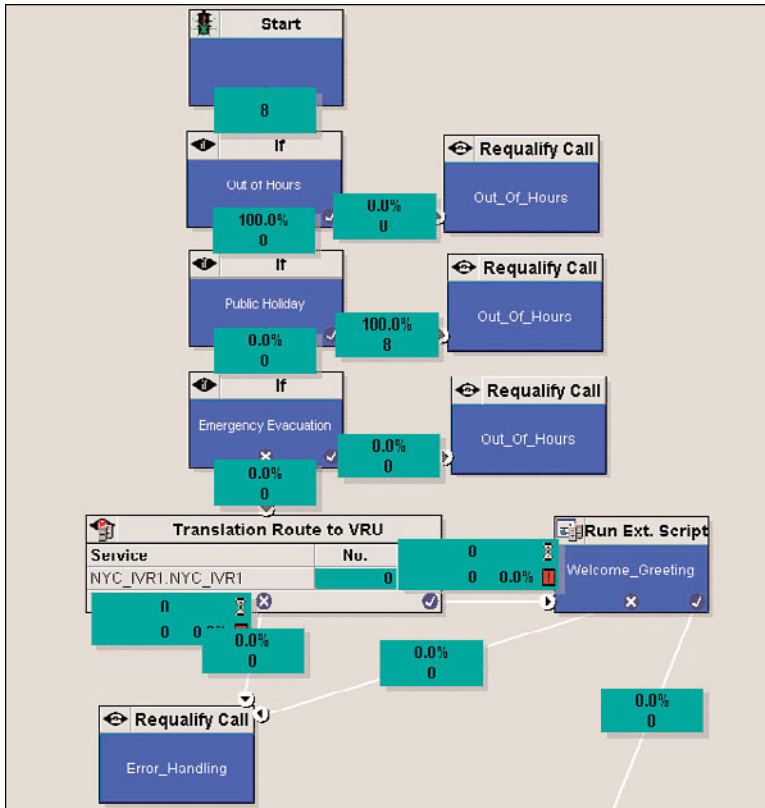 Start
8
If
Requalify Call
Out of Hours
Out_Of_Hours
0.0%
0
100.0%
0
If
Requalify Call
Public Holiday
Out_Of_Hours
100.0%
8
0.0%
0
If
Requalify Call
Emergency Evacuation
Out_Of_Hours
0.0%
0
0.0%
0
Translation Route to VRU
Run Ext. Script
Service No.
NYC_IVR1.NYC_IVR1 0
0
0 0.0%
Welcome_Greeting
0
0
0.0%
0
0.0%
0
0.0%
0
Requalify Call
Error_Handling